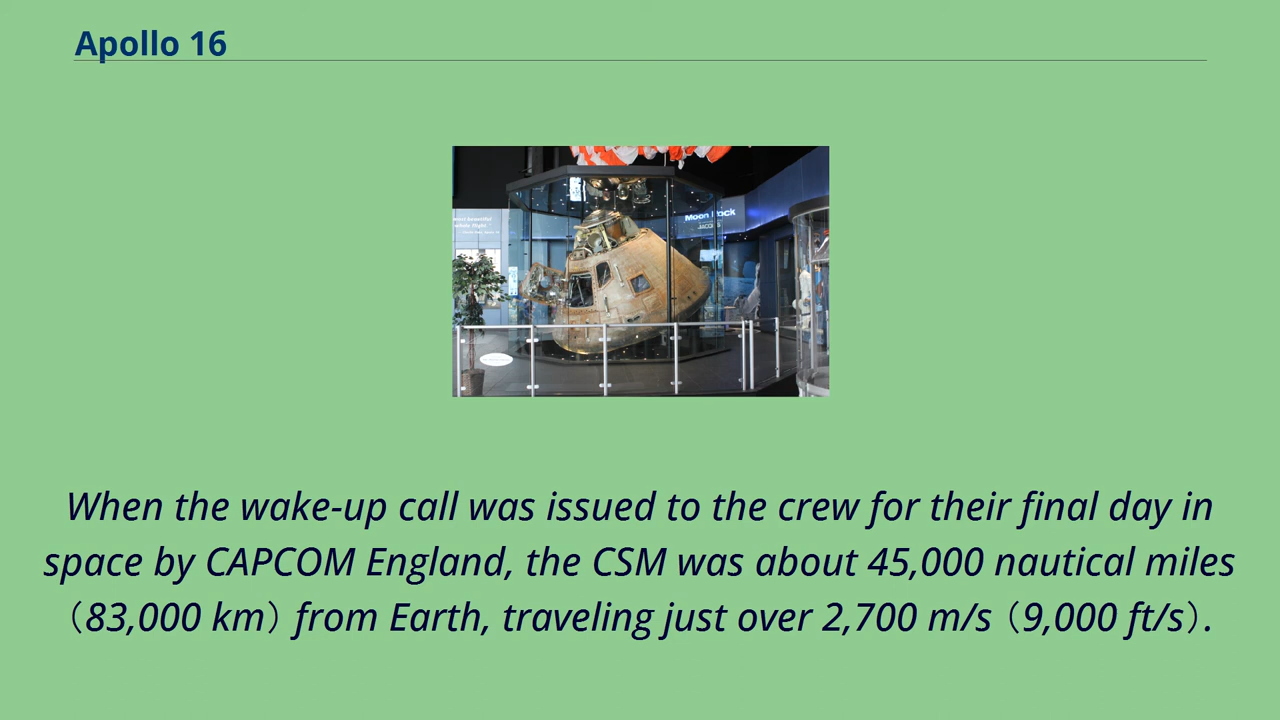 Apollo 16
Moon Rock
When the wake-up call was issued to the crew for their final day in
space by CAPCOM England, the CSM was about 45,000 nautical miles
（83,000 km） from Earth, traveling just over 2,700 m/s （9,000 ft/s）.